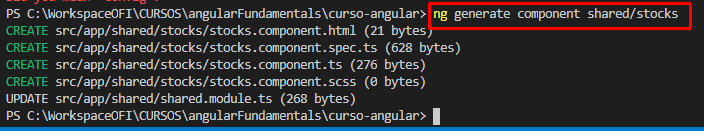 PS C:\WorkspaceOFI\CURSOS\angularFundamentals\curso-angular> ng generate component shared/stocks
CREATE src/app/shared/stocks/stocks.component.html (21 bytes)
CREATE src/app/shared/stocks/stocks.component.spec.ts (628 bytes)
CREATE src/app/shared/stocks/stocks.component.ts (276 bytes)
CREATE src/app/shared/stocks/stocks.component.scss (0 bytes)
UPDATE src/app/shared/shared.module.ts (268 bytes)
PS C:\WorkspaceOFI\CURSOS\angularFundamentals\curso-angular>